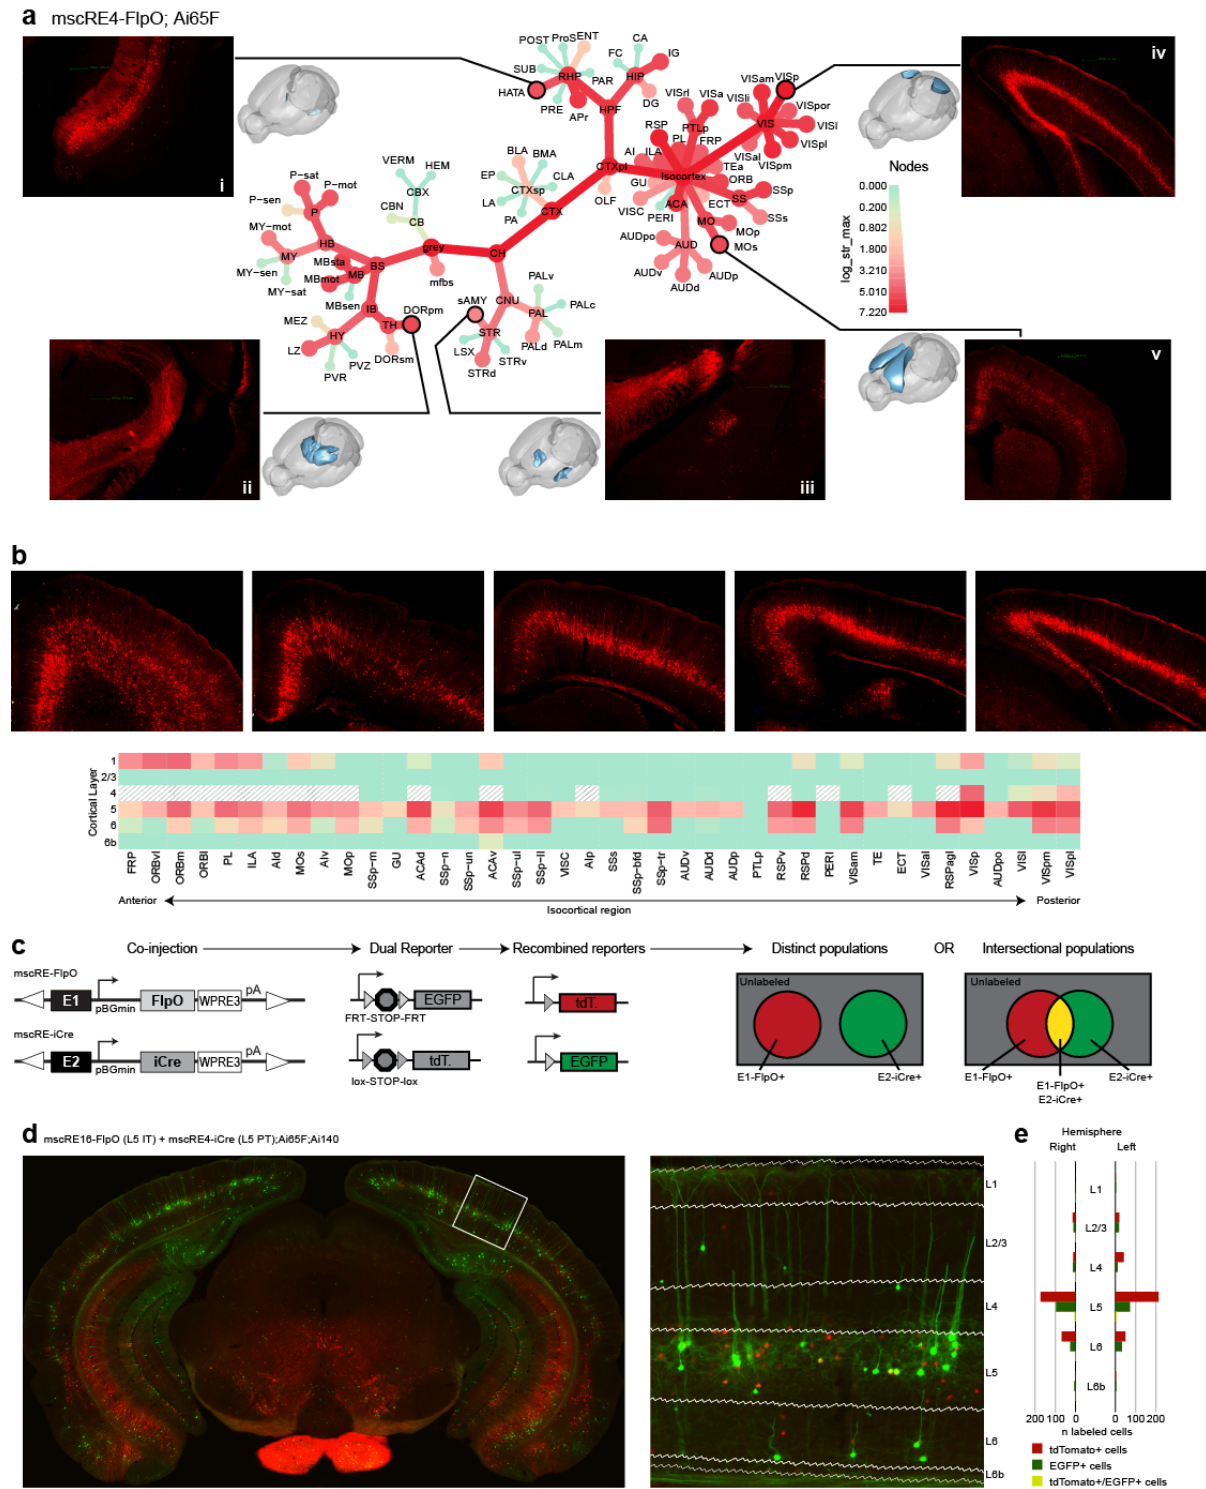 a mscRE4-FlpO; Ai65F
i
ii
iii
iv
v
POST
ProS
ENT
SUB
RHP
PAR
HATA
PRE
APr
CA
FC
IG
HIP
DG
HPF
VISrl
VISa
RSP
PTLp
PL
FRP
AI
ILA
TEa
CTXpl
Isocortex
ORB
GU
ECT
SS
SSp
SSs
VISC
PERI
ACA
MO
MOp
MOs
OLF
AUDpo
AUD
AUDv
AUDp
AUDd
VISam
VISp
VISli
VISpor
VIS
VISl
VISal
VISpl
VISpm
BLA
BMA
EP
CTXsp
CLA
LA
PA
CTX
VERM
HEM
CBX
CBN
CB
grey
CH
mfbs
P-sat
P-mot
P-sen
P
MY-mot
HB
MY
MBsta
MY-sen
MBmot
MB
BS
MY-sat
MBsen
IB
MEZ
HY
TH
DORpm
LZ
PVZ
DORsm
PVR
sAMY
CNU
PALv
STR
PAL
PALc
LSX
STRv
PALd
PALm
STRd
Nodes
log_str_max
0.000
0.200
0.802
1.800
3.210
5.010
7.220
b
Cortical Layer
1
2/3
4
5
6
6b
FRP
ORBvl
ORBm
ORBl
PL
ILA
AId
MOs
AIv
MOp
SSp-m
GU
ACAd
SSp-n
SSp-un
ACAv
SSp-ul
SSp-ll
VISC
AIp
SSs
SSp-bfd
SSp-tr
AUDv
AUDd
AUDp
PTLp
RSPv
RSPd
PERI
VISam
TE
ECT
VISal
RSPagl
VISp
AUDpo
VISl
VISpm
VISpl
Anterior
Isocortical region
Posterior
c Co-injection Dual Reporter Recombined reporters Distinct populations OR Intersectional populations
mscRE-FlpO
E1 FlpO WPRE3 pA
pBGmin
EGFP
FRT-STOP-FRT
tdT.
mscRE-iCre
E2 iCre WPRE3 pA
pBGmin
tdT.
lox-STOP-lox
EGFP
Unlabeled
E1-FlpO+
E2-iCre+
Unlabeled
E1-FlpO+
E1-FlpO+
E2-iCre+
E2-iCre+
d mscRE16-FlpO (L5 IT) + mscRE4-iCre (L5 PT);Ai65F;Ai140
L1
L2/3
L4
L5
L6
L6b
e Hemisphere
Right Left
L1
L2/3
L4
L5
L6
L6b
200 100 0 0 100 200
n labeled cells
tdTomato+ cells
EGFP+ cells
tdTomato+/EGFP+ cells